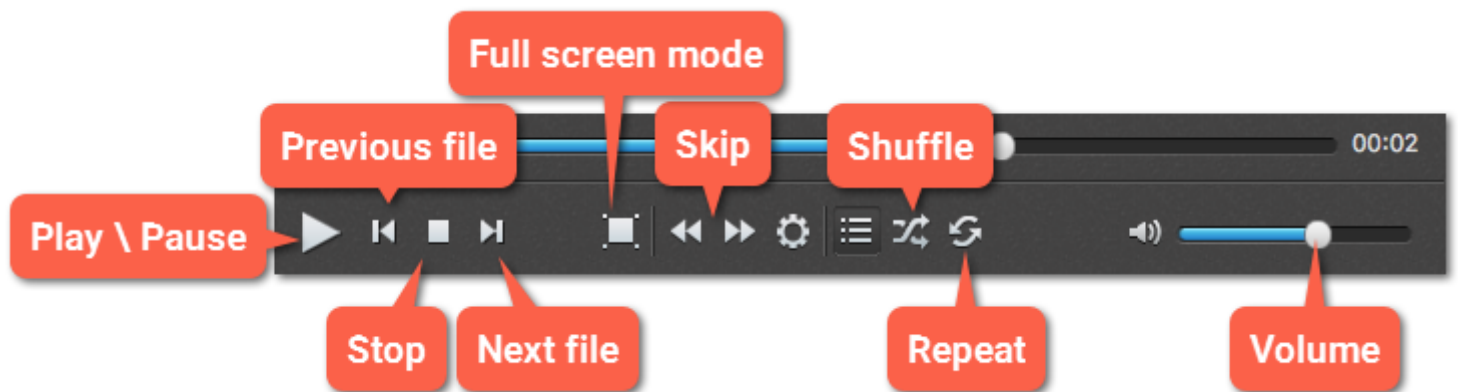 Full screen mode
Previous file
Skip
Shuffle
00:02
Play \ Pause
Stop
Next file
Repeat
Volume